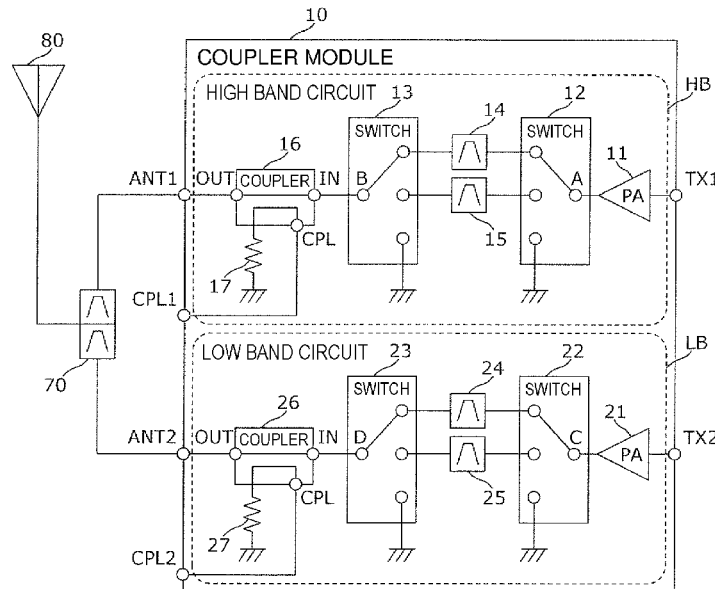 10
80
COUPLER MODULE
HB
HIGH BAND CIRCUIT
13
12
14
SWITCH
SWITCH
11
16
ANT1
OUT
COUPLER
IN
B
A
PA
TX1
CPL
15
17
CPL1
70
LOW BAND CIRCUIT
LB
23
22
24
SWITCH
SWITCH
21
26
ANT2
OUT
COUPLER
IN
D
C
PA
TX2
CPL
25
27
CPL2